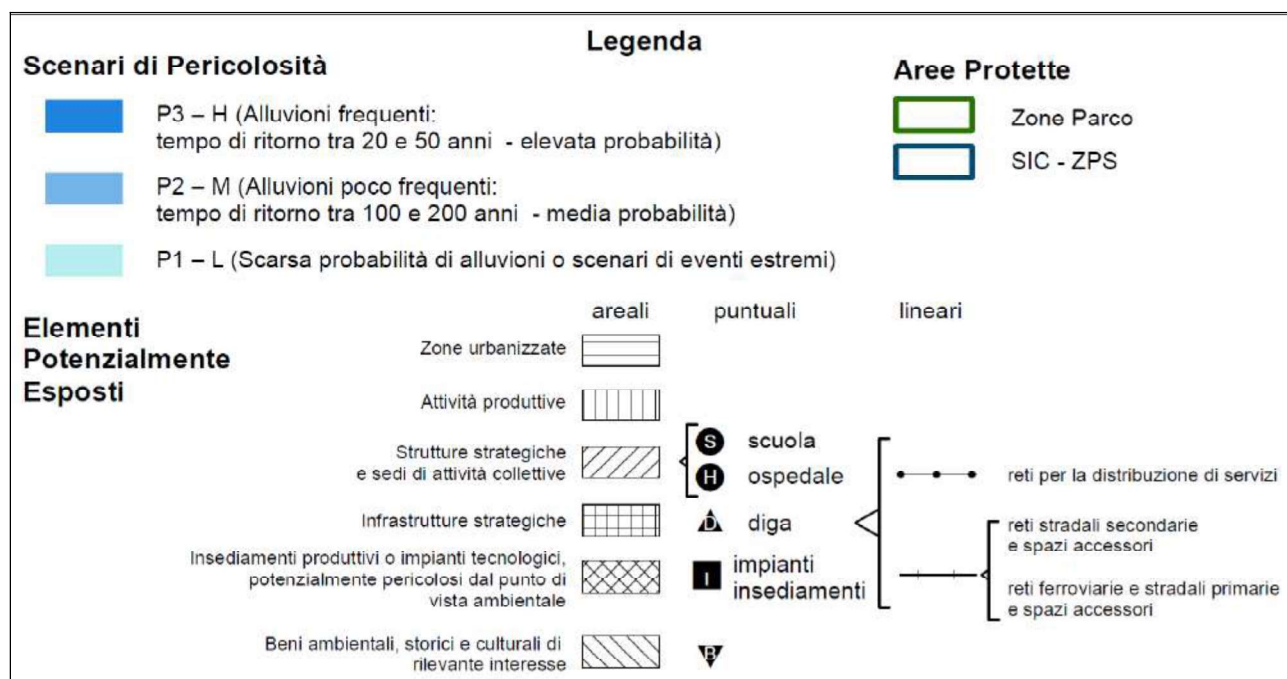 Legenda
Scenari di Pericolosità
P3 – H (Alluvioni frequenti:
tempo di ritorno tra 20 e 50 anni - elevata probabilità)
P2 – M (Alluvioni poco frequenti:
tempo di ritorno tra 100 e 200 anni - media probabilità)
P1 – L (Scarsa probabilità di alluvioni o scenari di eventi estremi)
Aree Protette
Zone Parco
SIC - ZPS
Elementi
Potenzialmente
Esposti
areali puntuali lineari
Zone urbanizzate
Attività produttive
Strutture strategiche
e sedi di attività collettive
S scuola
H ospedale
reti per la distribuzione di servizi
Infrastrutture strategiche
D diga
reti stradali secondarie
e spazi accessori
Insediamenti produttivi o impianti tecnologici,
potenzialmente pericolosi dal punto di
vista ambientale
I impianti
insediamenti
reti ferroviarie e stradali primarie
e spazi accessori
Beni ambientali, storici e culturali di
rilevante interesse
B